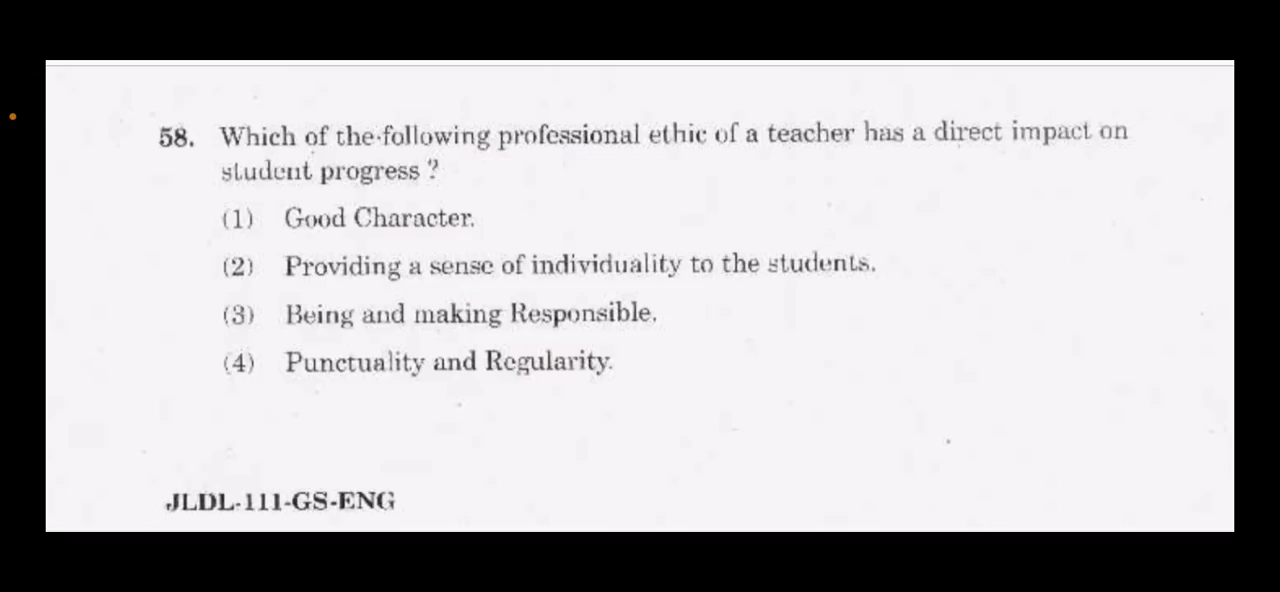 58. Which of the following professional ethic of a teacher has a direct impact on
student progress ?
(1) Good Character.
(2) Providing a sense of individuality to the students.
(3) Being and making Responsible.
(4) Punctuality and Regularity.
JLDL-111-GS-ENG